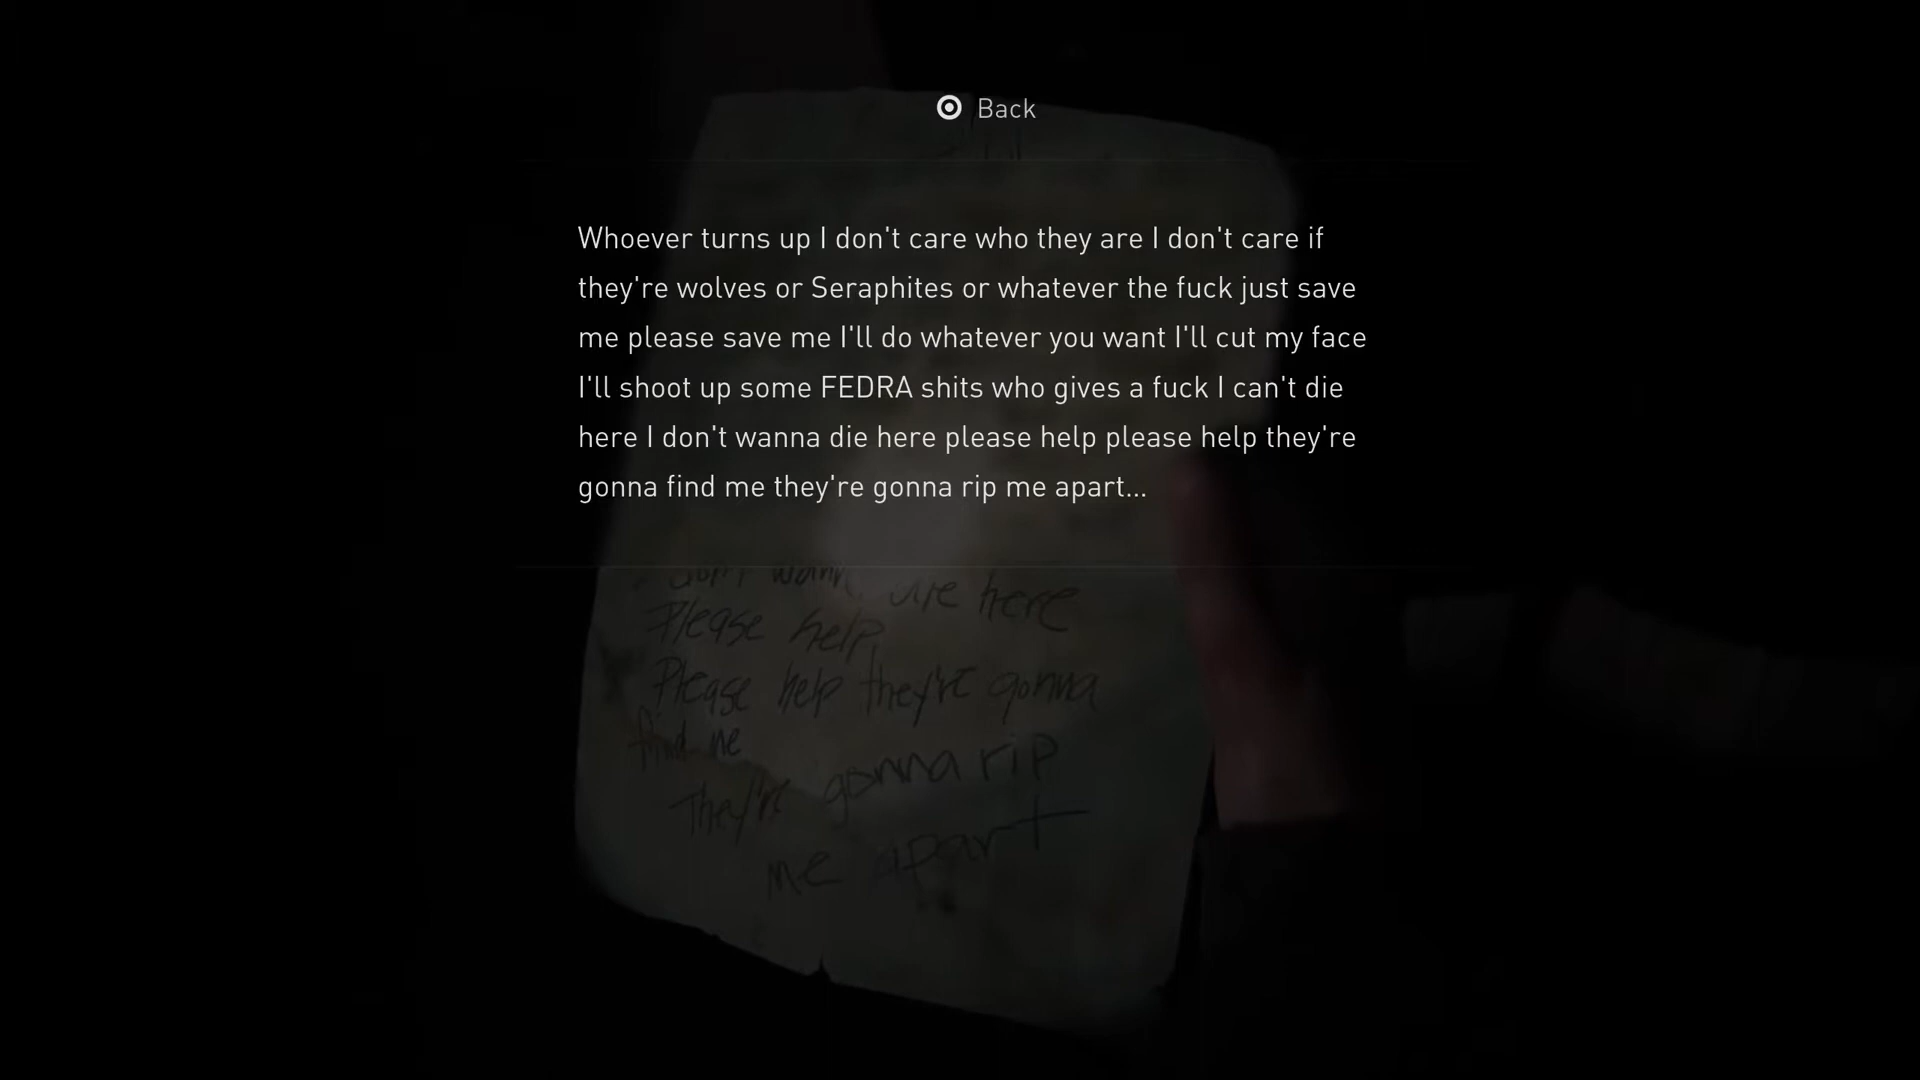 Back
Whoever turns up I don't care who they are I don't care if
they're wolves or Seraphites or whatever the fuck just save
me please save me I'll do whatever you want I'll cut my face
I'll shoot up some FEDRA shits who gives a fuck I can't die
here I don't wanna die here please help please help they're
gonna find me they're gonna rip me apart...
die here
Please help
Please help they're gonna
find me
They're gonna rip
me apart